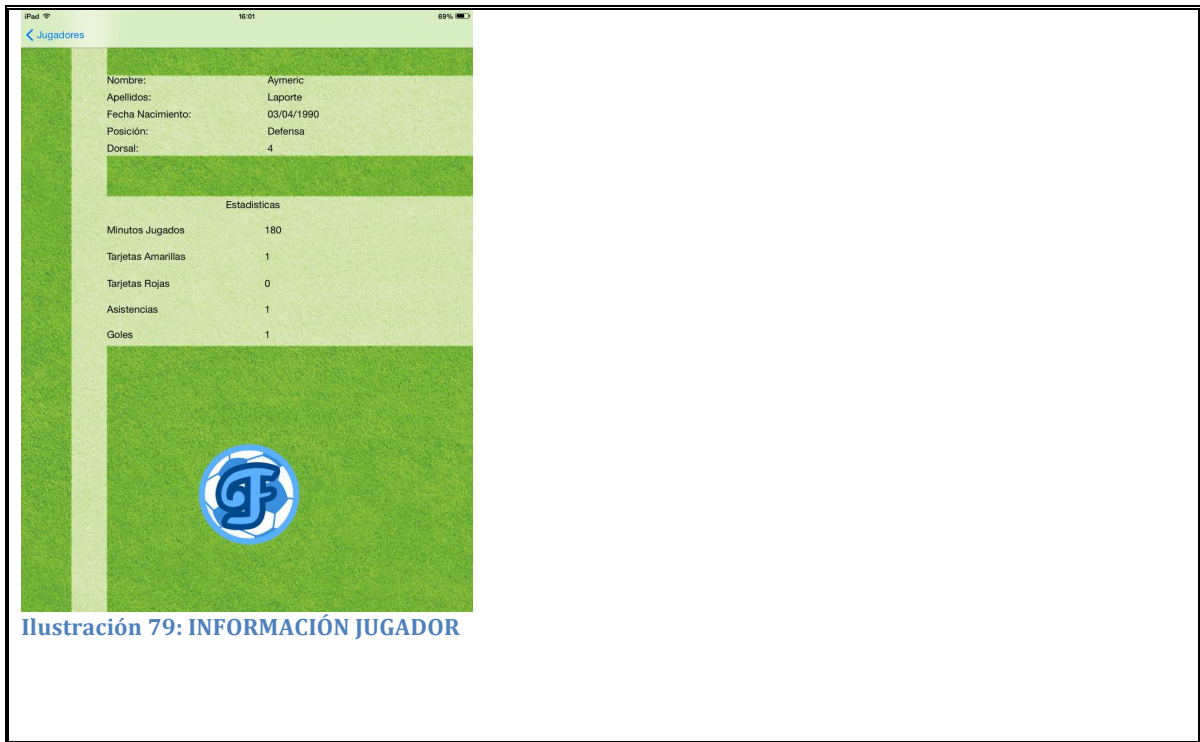 iPad 16:01 69%
Jugadores
Nombre: Aymeric
Apellidos: Laporte
Fecha Nacimiento: 03/04/1990
Posición: Defensa
Dorsal: 4
Estadisticas
Minutos Jugados 180
Tarjetas Amarillas 1
Tarjetas Rojas 0
Asistencias 1
Goles 1
Ilustración 79: INFORMACIÓN JUGADOR